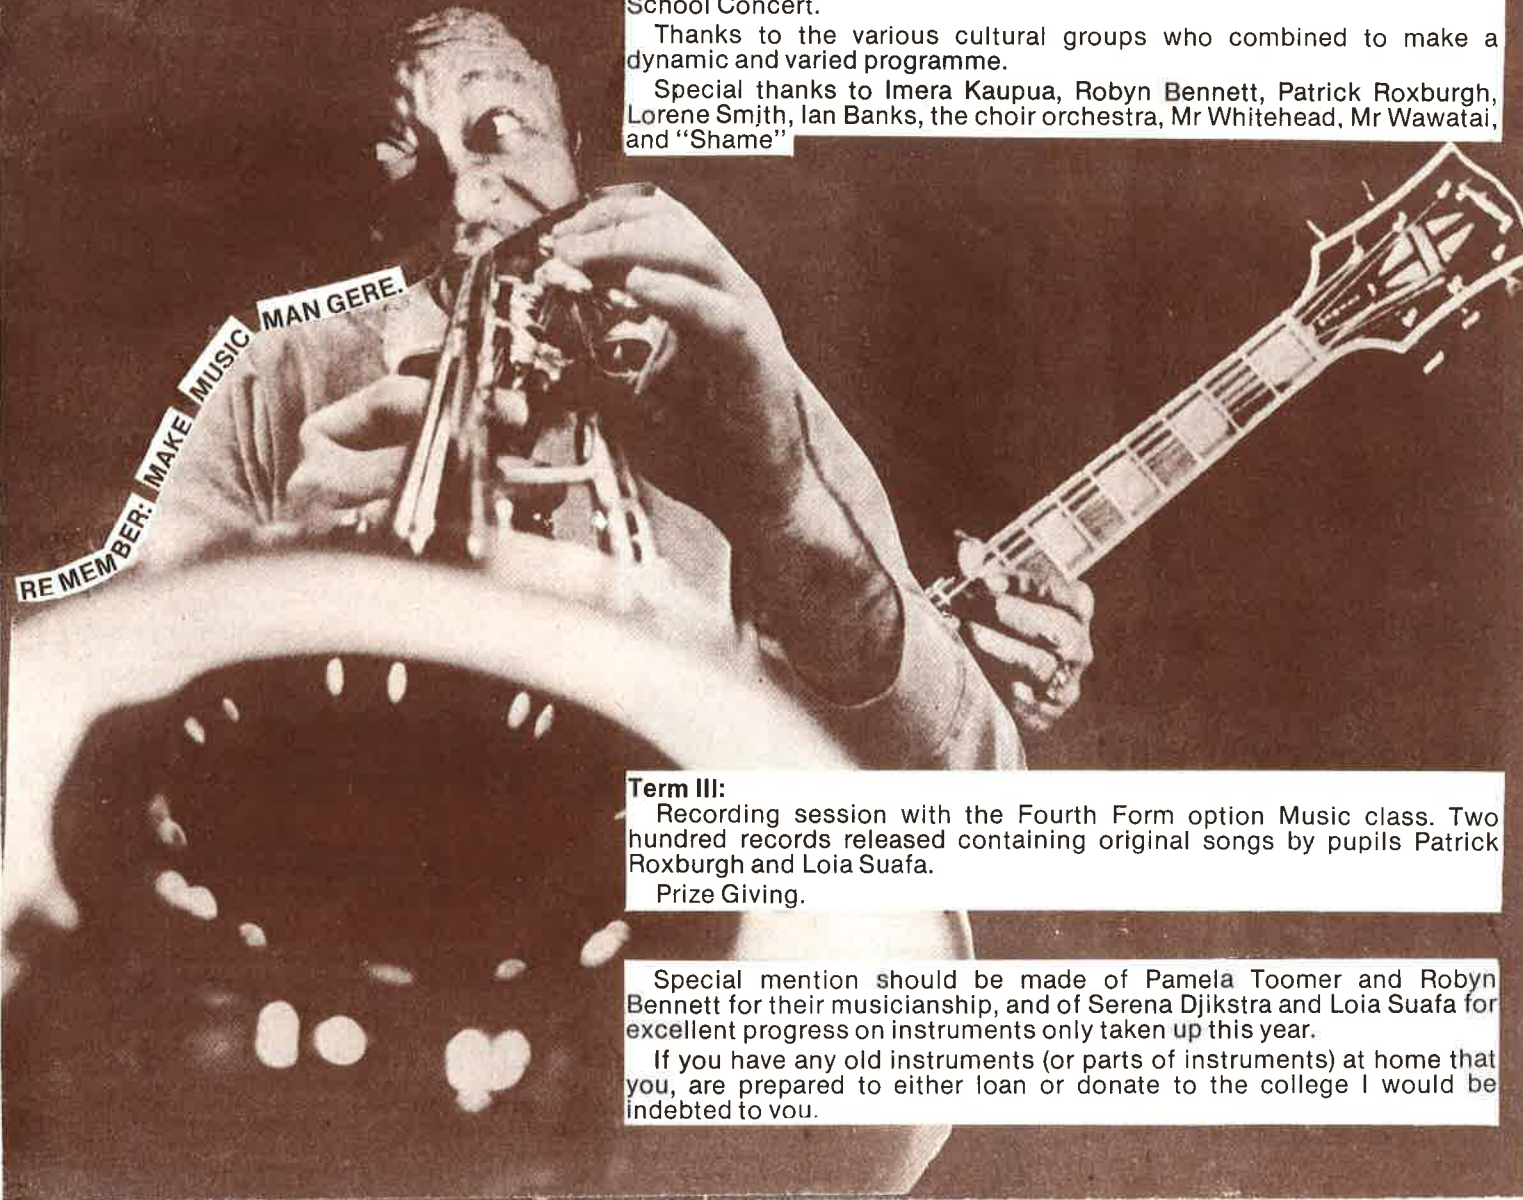 School Concert.
Thanks to the various cultural groups who combined to make a
dynamic and varied programme.
Special thanks to Imera Kaupua, Robyn Bennett, Patrick Roxburgh,
Lorene Smith, Ian Banks, the choir orchestra, Mr Whitehead, Mr Wawatai,
and "Shame"
RE MEMBER: MAKE MUSIC MAN GERE.
Term III:
Recording session with the Fourth Form option Music class. Two
hundred records released containing original songs by pupils Patrick
Roxburgh and Loia Suafa.
Prize Giving.
Special mention should be made of Pamela Toomer and Robyn
Bennett for their musicianship, and of Serena Djikstra and Loia Suafa for
excellent progress on instruments only taken up this year.
If you have any old instruments (or parts of instruments) at home that
you, are prepared to either loan or donate to the college I would be
indebted to you.